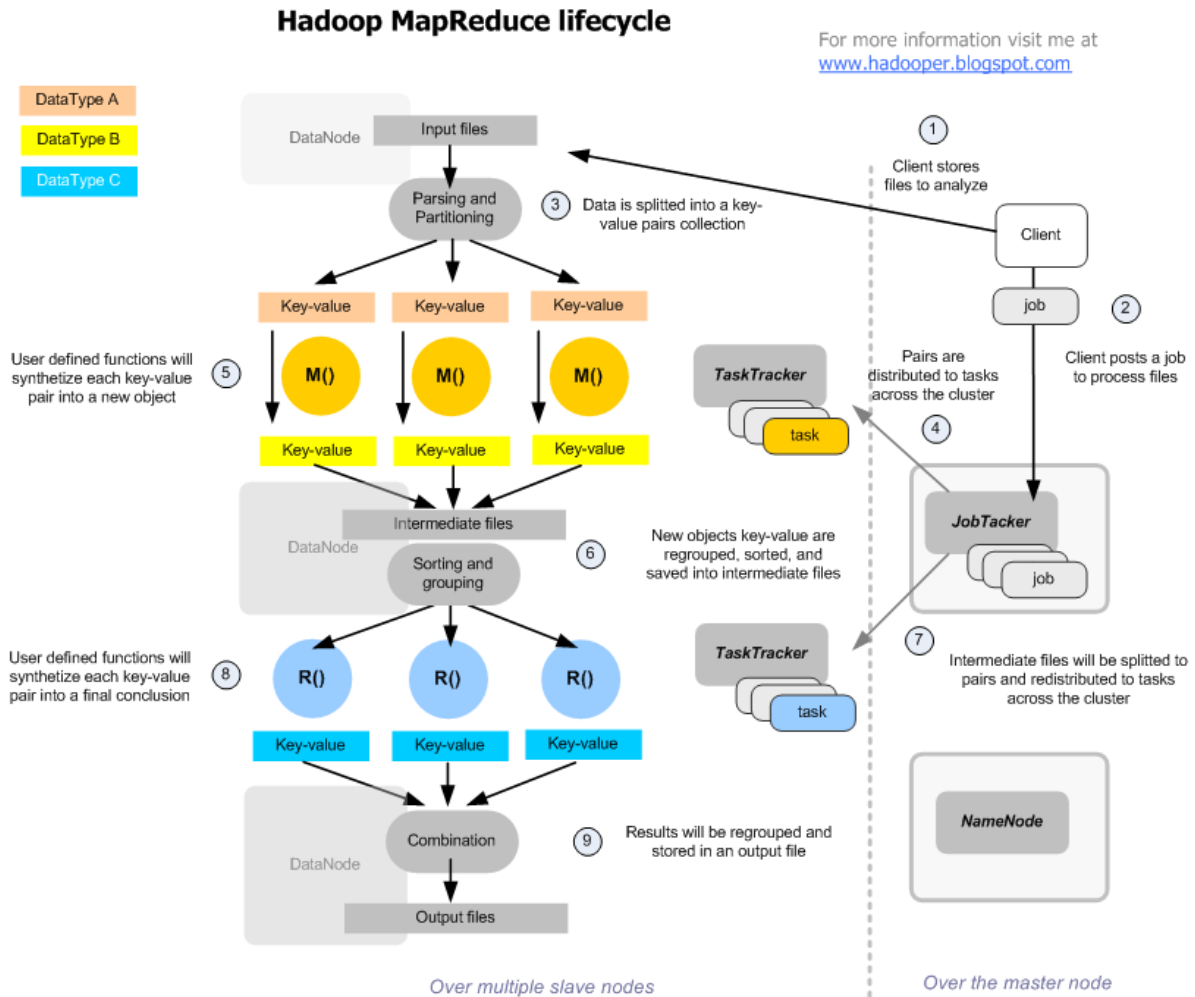 Hadoop MapReduce lifecycle
For more information visit me at
www.hadooper.blogspot.com
DataType A
DataType B
DataType C
DataNode
Input files
1
Client stores
files to analyze
Parsing and
Partitioning
3
Data is splitted into a key-
value pairs collection
Client
job
2
Client posts a job
to process files
Key-value
Key-value
Key-value
User defined functions will
synthetize each key-value
pair into a new object
5
M()
M()
M()
TaskTracker
task
Pairs are
distributed to tasks
across the cluster
4
Key-value
Key-value
Key-value
DataNode
Intermediate files
Sorting and
grouping
6
New objects key-value are
regrouped, sorted, and
saved into intermediate files
JobTacker
job
User defined functions will
synthetize each key-value
pair into a final conclusion
8
R()
R()
R()
TaskTracker
task
7
Intermediate files will be splitted to
pairs and redistributed to tasks
across the cluster
Key-value
Key-value
Key-value
DataNode
Combination
9
Results will be regrouped and
stored in an output file
NameNode
Output files
Over multiple slave nodes
Over the master node